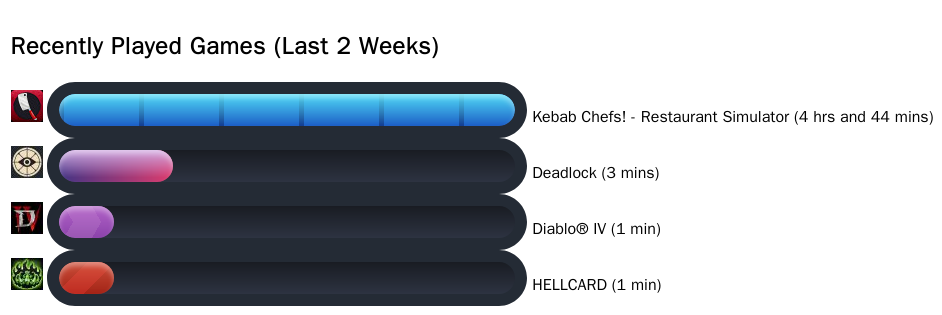 Recently Played Games (Last 2 Weeks)
Kebab Chefs! - Restaurant Simulator (4 hrs and 44 mins)
Deadlock (3 mins)
Diablo® IV (1 min)
HELLCARD (1 min)